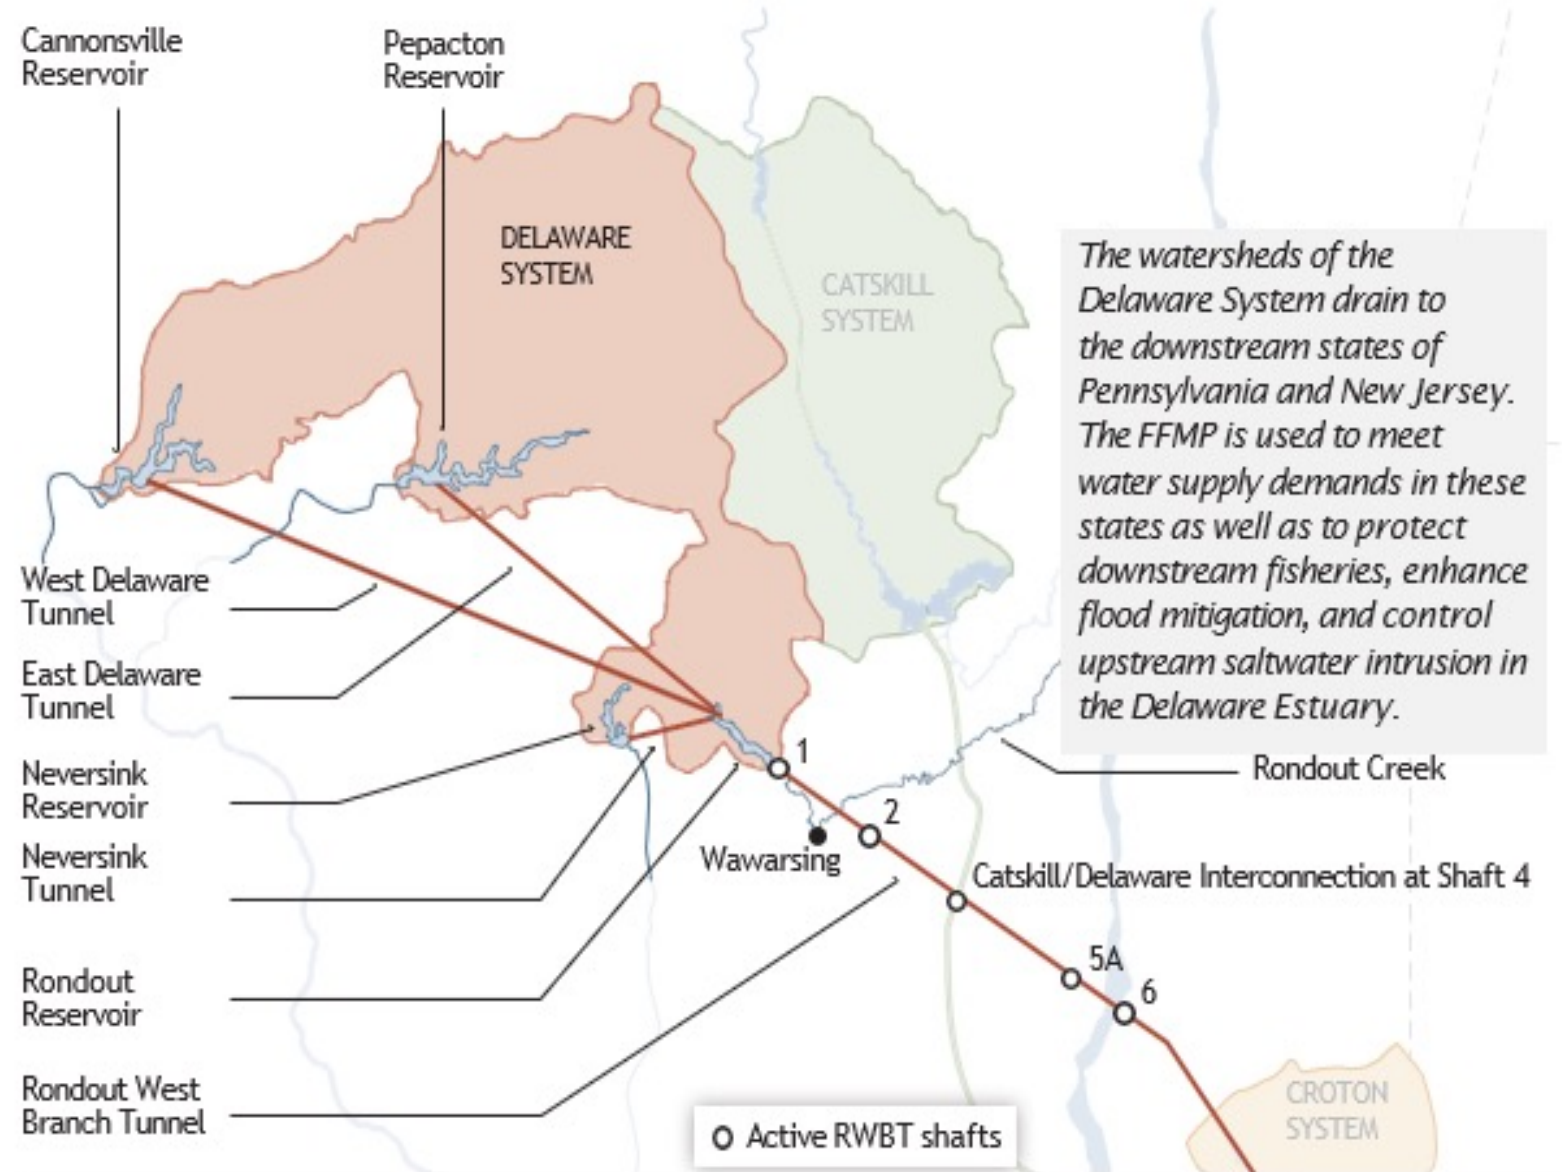 Cannonsville
Reservoir
Pepacton
Reservoir
DELAWARE
SYSTEM
CATSKILL
SYSTEM
The watersheds of the
Delaware System drain to
the downstream states of
Pennsylvania and New Jersey.
The FFMP is used to meet
water supply demands in these
states as well as to protect
downstream fisheries, enhance
flood mitigation, and control
upstream saltwater intrusion in
the Delaware Estuary.
West Delaware
Tunnel
East Delaware
Tunnel
Neversink
Reservoir
Neversink
Tunnel
Rondout
Reservoir
Rondout West
Branch Tunnel
1
2
Wawarsing
Rondout Creek
Catskill/Delaware Interconnection at Shaft 4
5A
6
CROTON
SYSTEM
Active RWBT shafts